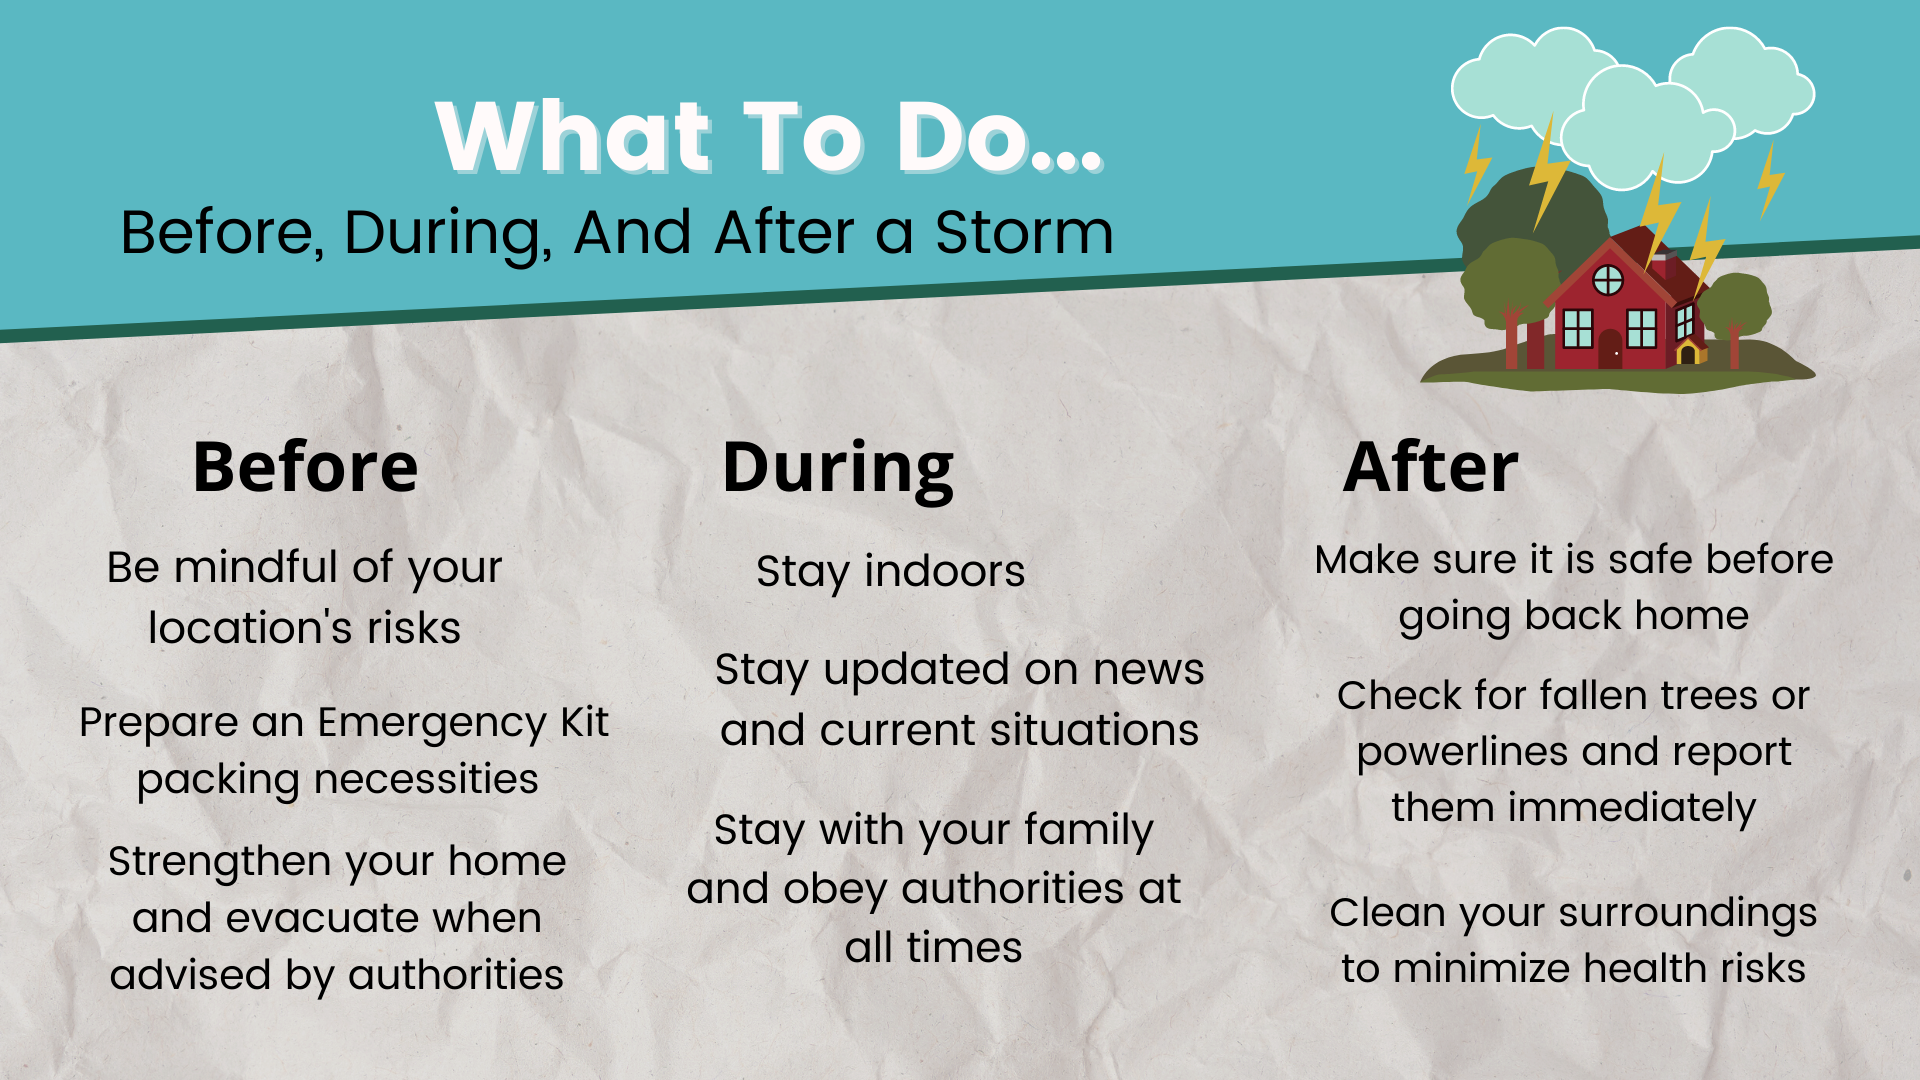 What To Do...
Before, During, And After a Storm
Before
Be mindful of your
location's risks
Prepare an Emergency Kit
packing necessities
Strengthen your home
and evacuate when
advised by authorities
During
Stay indoors
Stay updated on news
and current situations
Stay with your family
and obey authorities at
all times
After
Make sure it is safe before
going back home
Check for fallen trees or
powerlines and report
them immediately
Clean your surroundings
to minimize health risks